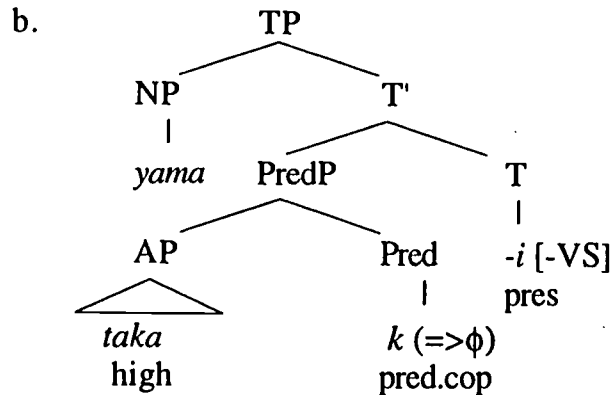 b. TP
NP T'
yama PredP T
AP Pred -i [-VS]
pres
taka k (=>ϕ)
high pred.cop